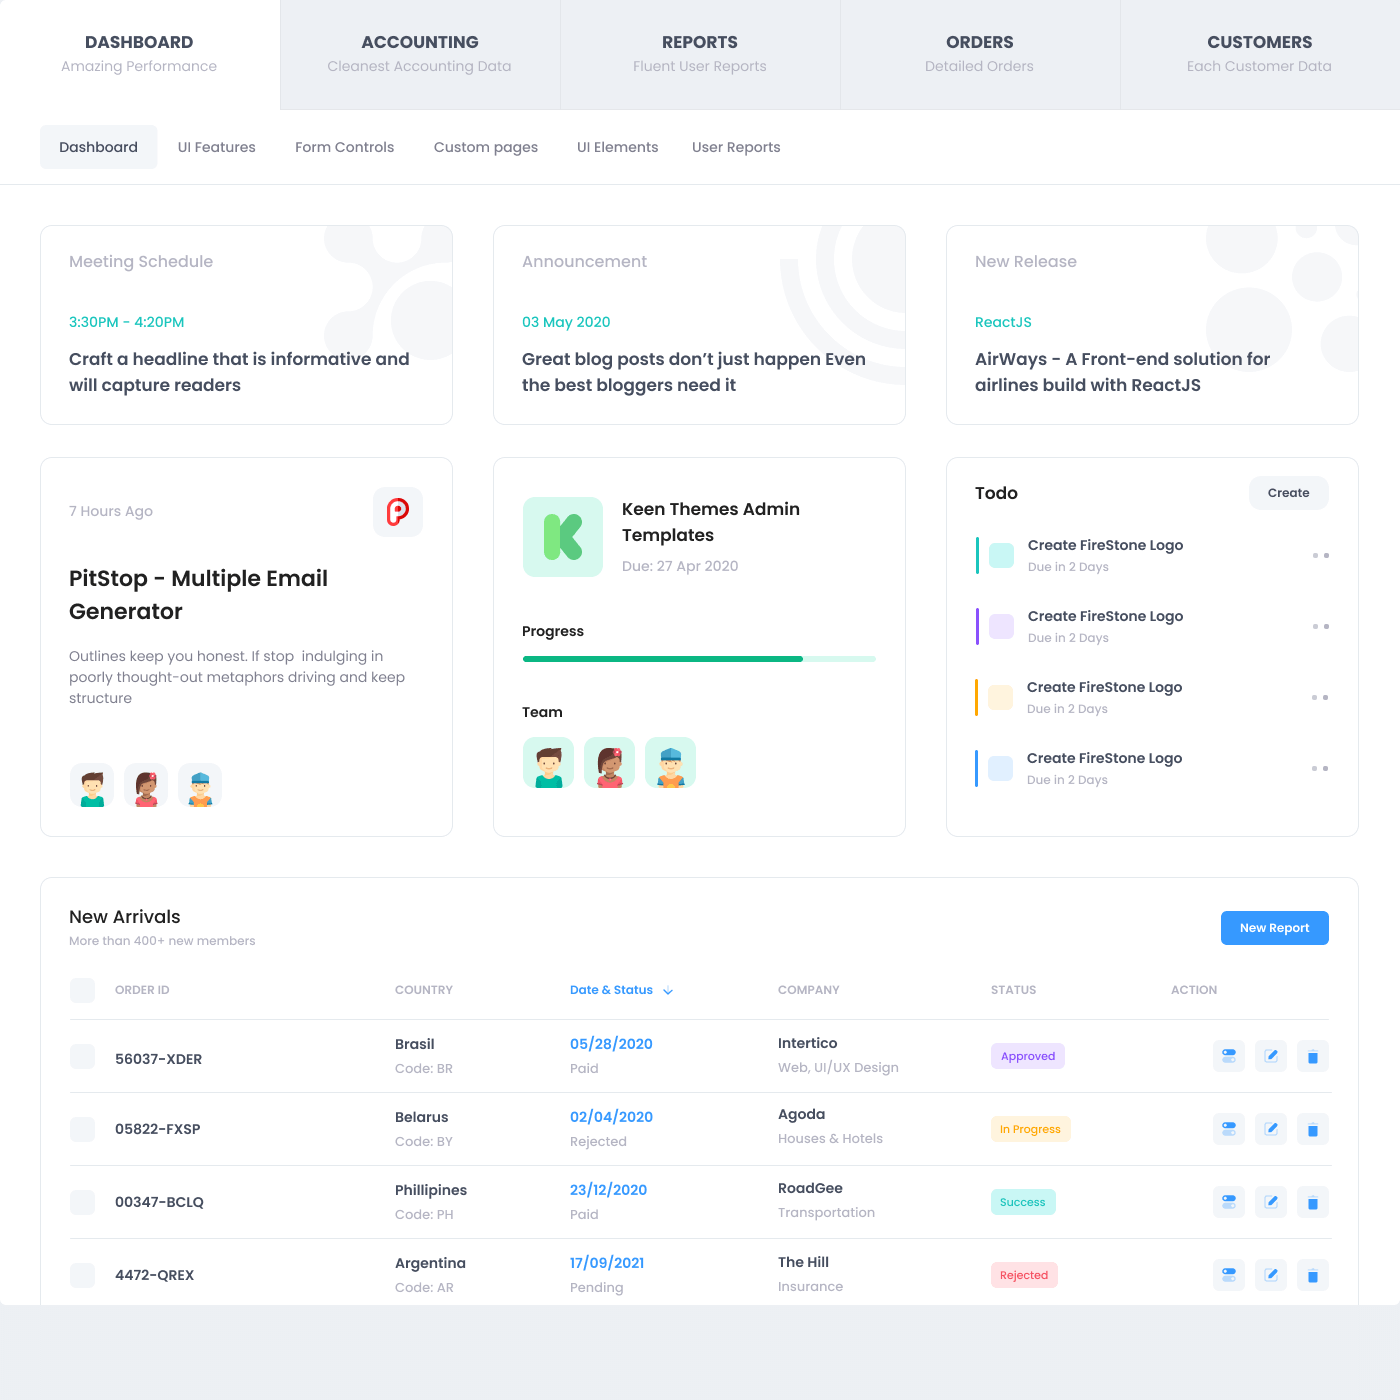 DASHBOARD
Amazing Performance
ACCOUNTING
Cleanest Accounting Data
REPORTS
Fluent User Reports
ORDERS
Detailed Orders
CUSTOMERS
Each Customer Data
Dashboard
UI Features
Form Controls
Custom pages
UI Elements
User Reports
Meeting Schedule
3:30PM - 4:20PM
Craft a headline that is informative and
will capture readers
Announcement
03 May 2020
Great blog posts don’t just happen Even
the best bloggers need it
New Release
ReactJS
AirWays - A Front-end solution for
airlines build with ReactJS
7 Hours Ago
PitStop - Multiple Email
Generator
Outlines keep you honest. If stop  indulging in
poorly thought-out metaphors driving and keep
structure
Keen Themes Admin
Templates
Due: 27 Apr 2020
Progress
Team
Todo
Create
Create FireStone Logo
Due in 2 Days
Create FireStone Logo
Due in 2 Days
Create FireStone Logo
Due in 2 Days
Create FireStone Logo
Due in 2 Days
New Arrivals
More than 400+ new members
New Report
ORDER ID COUNTRY Date & Status COMPANY STATUS ACTION
56037-XDER
Brasil
Code: BR
05/28/2020
Paid
Intertico
Web, UI/UX Design
Approved
05822-FXSP
Belarus
Code: BY
02/04/2020
Rejected
Agoda
Houses & Hotels
In Progress
00347-BCLQ
Phillipines
Code: PH
23/12/2020
Paid
RoadGee
Transportation
Success
4472-QREX
Argentina
Code: AR
17/09/2021
Pending
The Hill
Insurance
Rejected